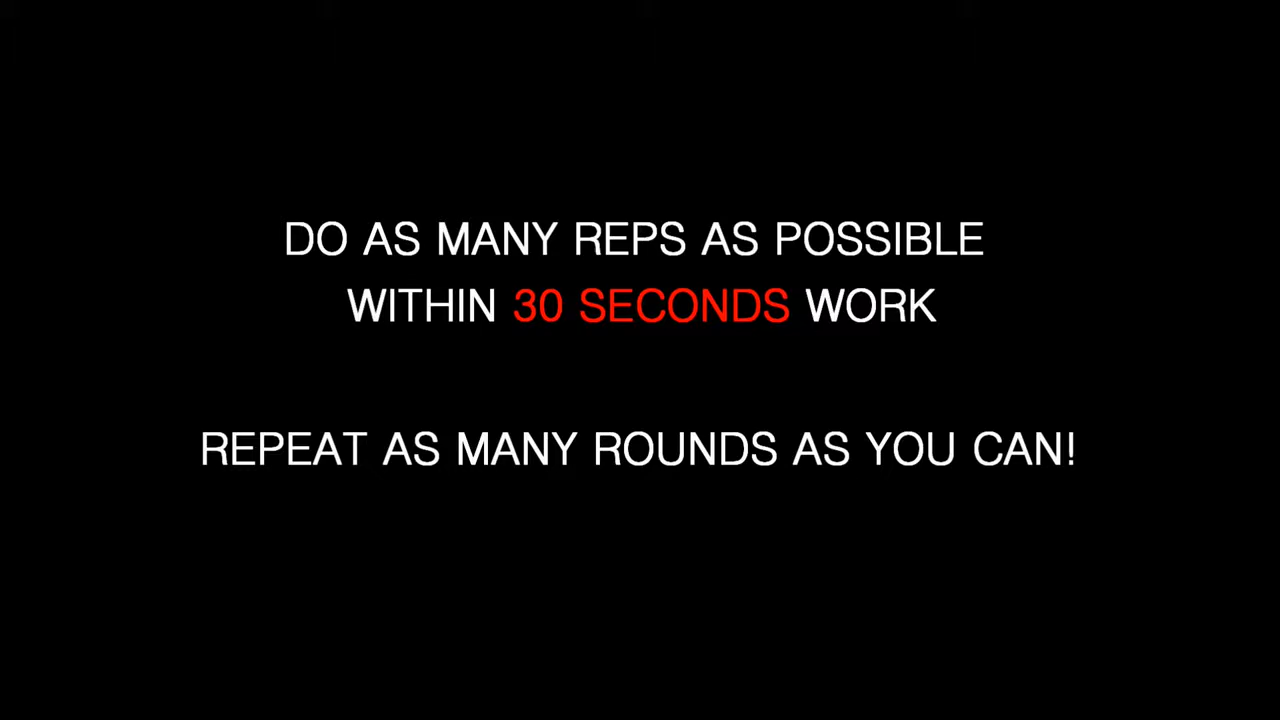 DO AS MANY REPS AS POSSIBLE
WITHIN 30 SECONDS WORK
REPEAT AS MANY ROUNDS AS YOU CAN!